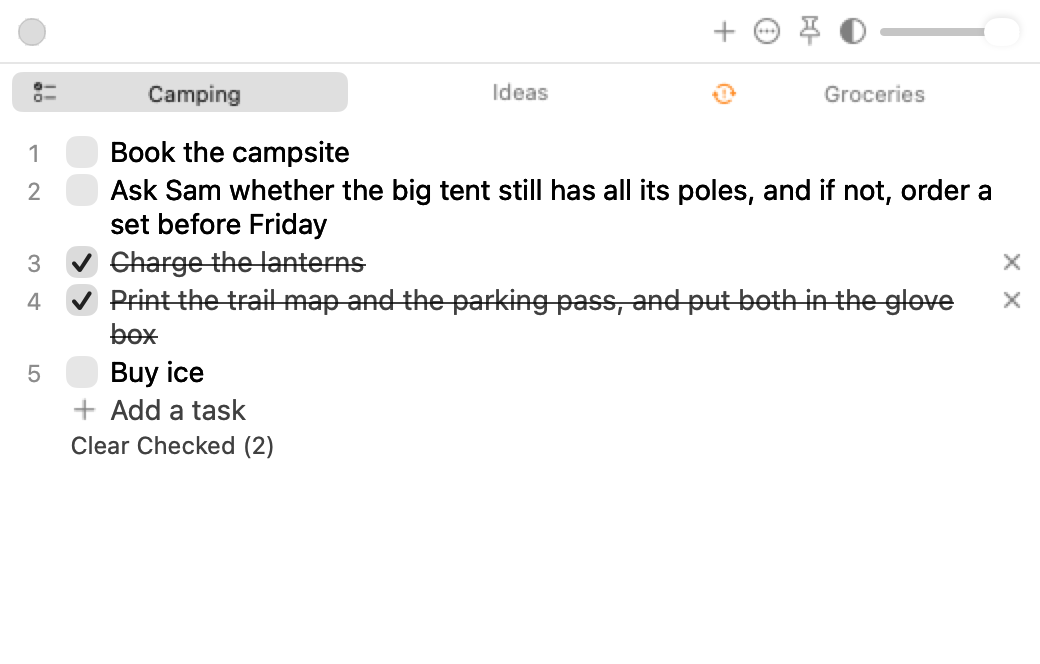 Camping Ideas Groceries
1 Book the campsite
2 Ask Sam whether the big tent still has all its poles, and if not, order a
set before Friday
3 Charge the lanterns
4 Print the trail map and the parking pass, and put both in the glove
box
5 Buy ice
Add a task
Clear Checked (2)